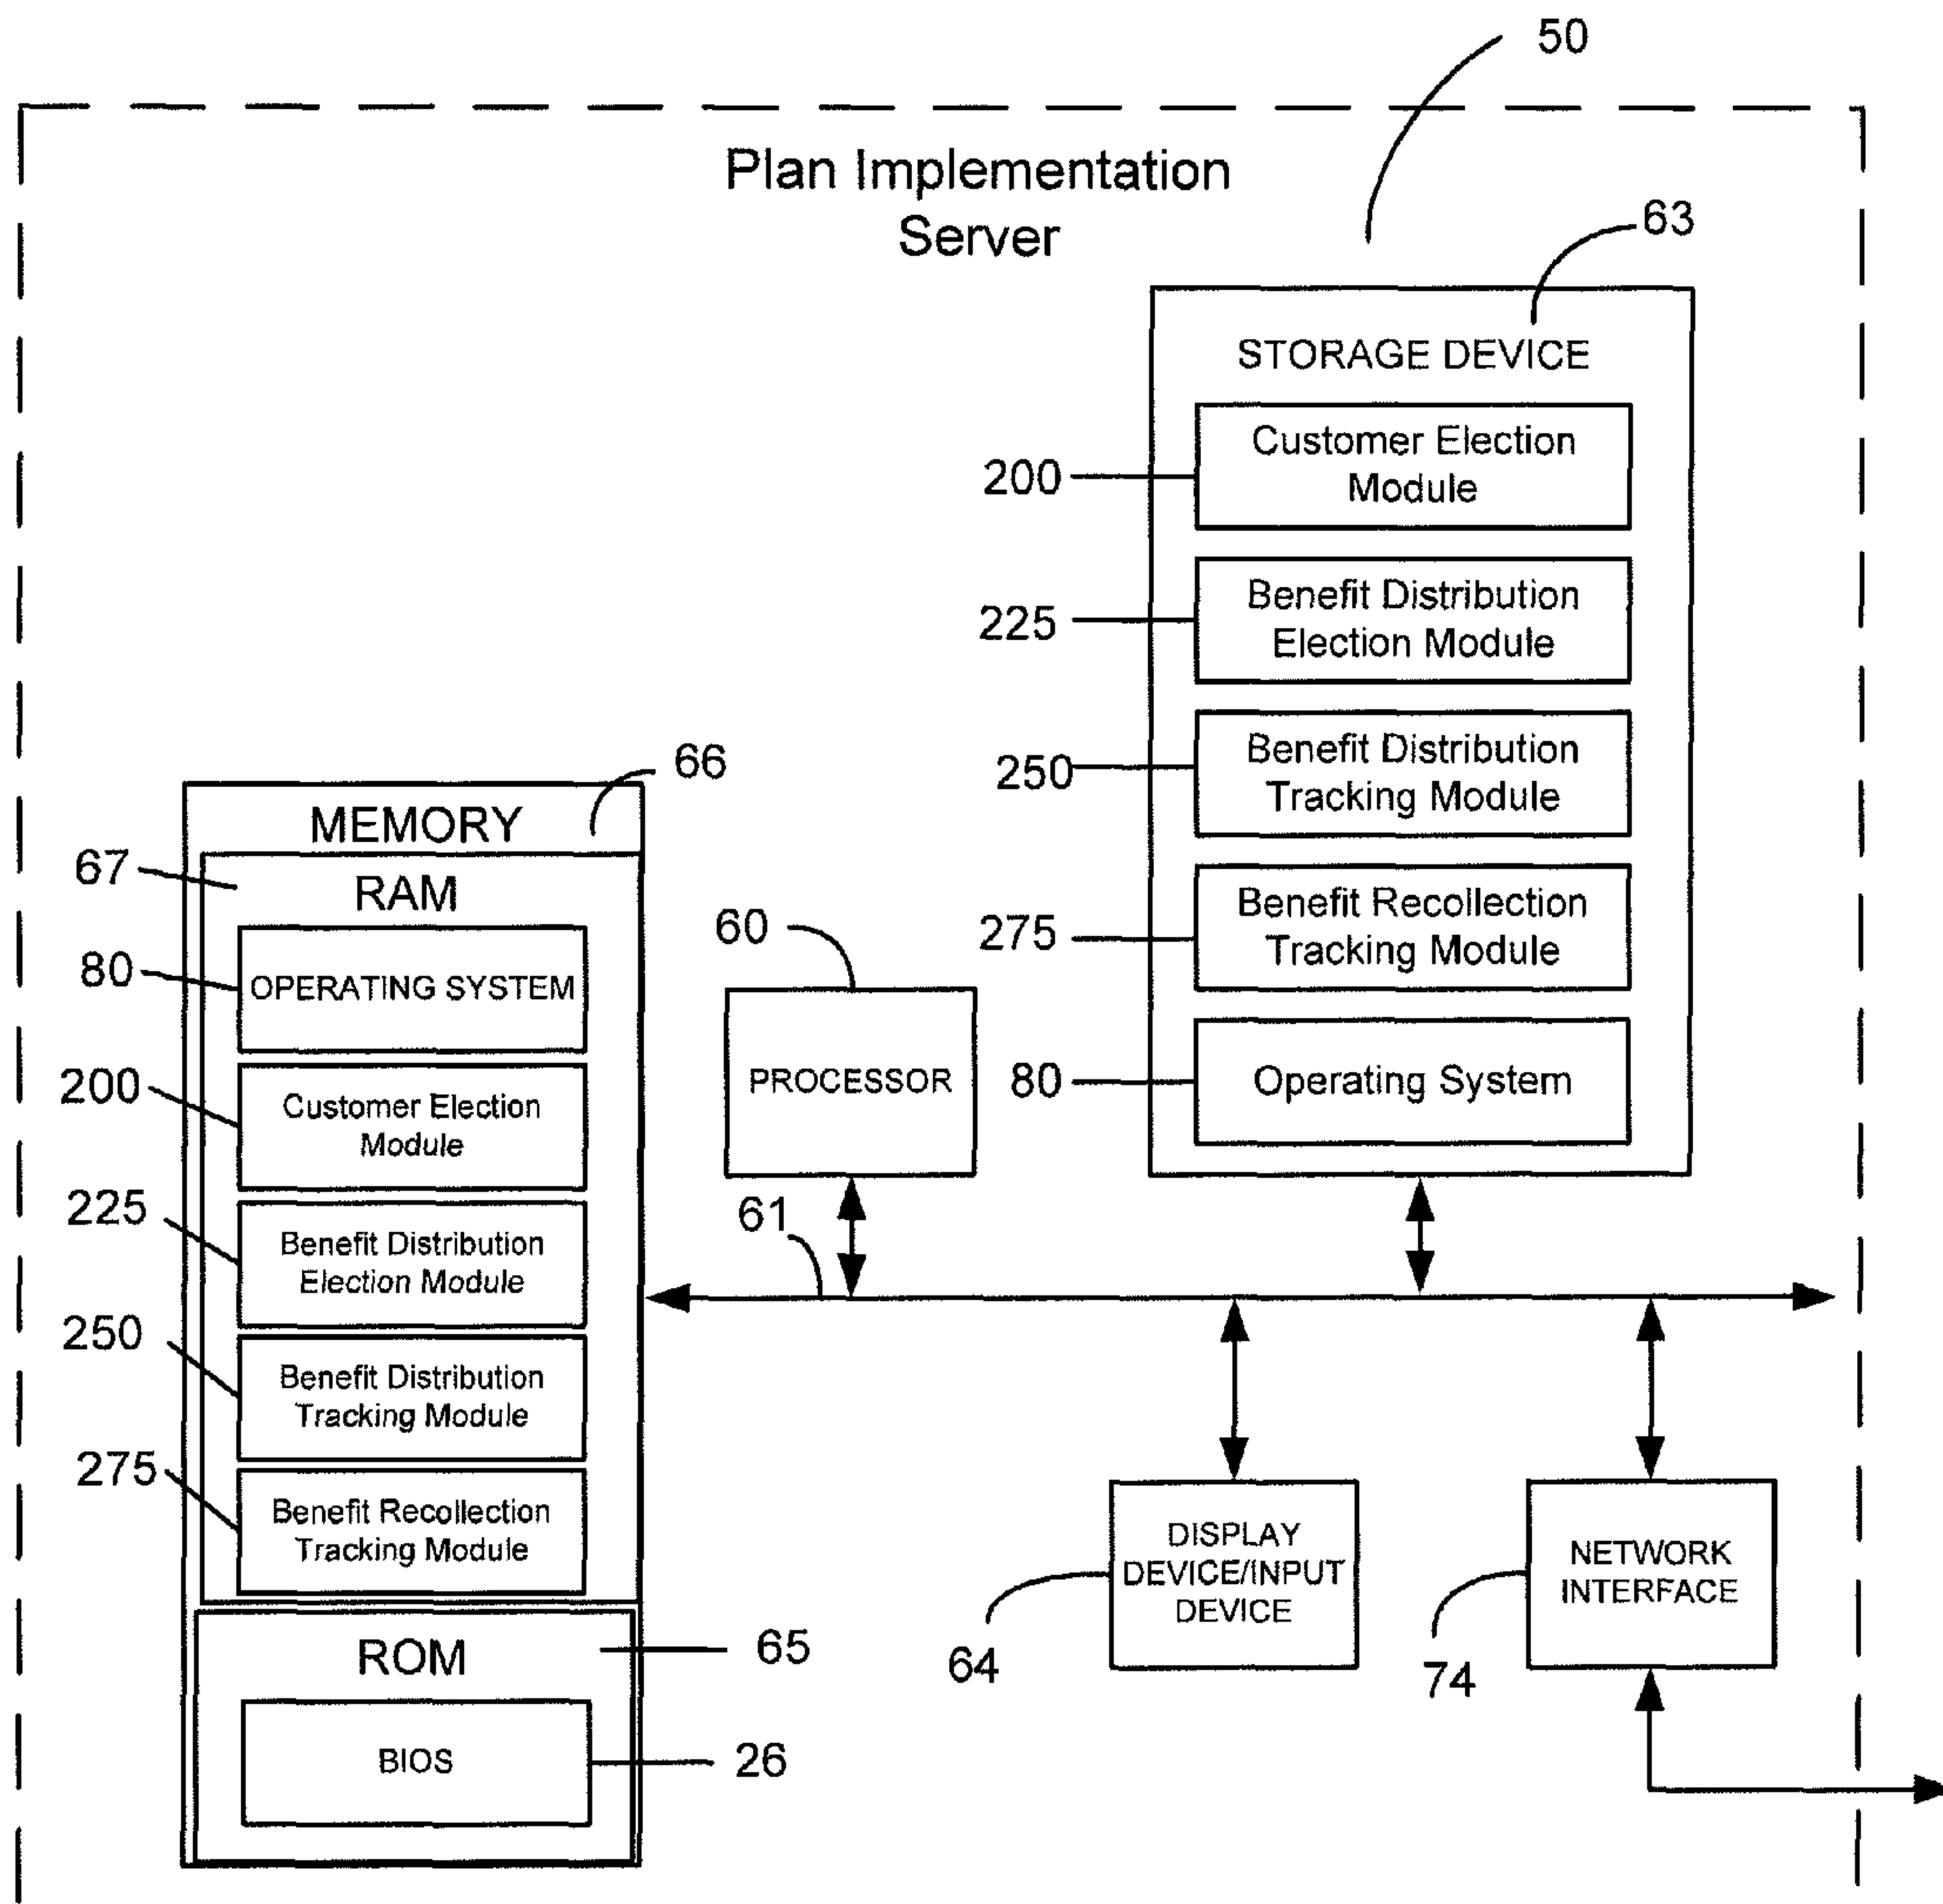 50
Plan Implementation
Server
63
STORAGE DEVICE
Customer Election
Module
200
Benefit Distribution
Election Module
225
Benefit Distribution
Tracking Module
250
Benefit Recollection
Tracking Module
275
Operating System
80
66
MEMORY
67
RAM
OPERATING SYSTEM
80
Customer Election
Module
200
Benefit Distribution
Election Module
225
Benefit Distribution
Tracking Module
250
Benefit Recollection
Tracking Module
275
ROM
65
BIOS
26
60
PROCESSOR
61
DISPLAY
DEVICE/INPUT
DEVICE
64
NETWORK
INTERFACE
74